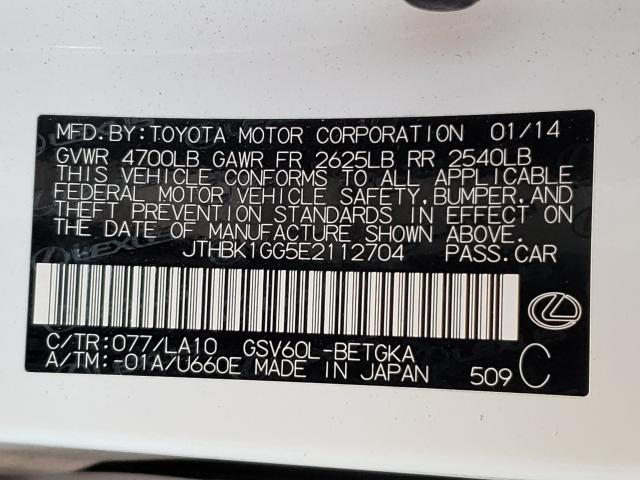 MFD.BY:TOYOTA MOTOR CORPORATION 01/14
GVWR 4700LB GAWR FR 2625LB RR 2540LB
THIS VEHICLE CONFORMS TO ALL APPLICABLE
FEDERAL MOTOR VEHICLE SAFETY,BUMPER,AND
THEFT PREVENTION STANDARDS IN EFFECT ON
THE DATE OF MANUFACTURE SHOWN ABOVE.
JTHBK1GG5E2112704 PASS.CAR
C/TR:077/LA10 GSV60L-BETGKA
A/TM:-01A/U660E MADE IN JAPAN 509 C